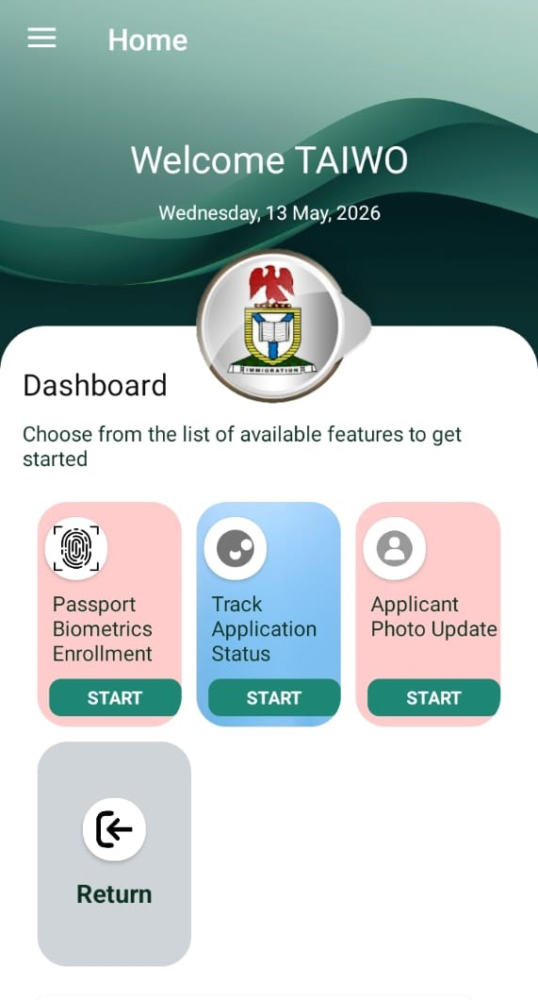 Home
Welcome TAIWO
Wednesday, 13 May, 2026
IMMIGRATION
Dashboard
Choose from the list of available features to get
started
Passport
Biometrics
Enrollment
START
Track
Application
Status
START
Applicant
Photo Update
START
Return